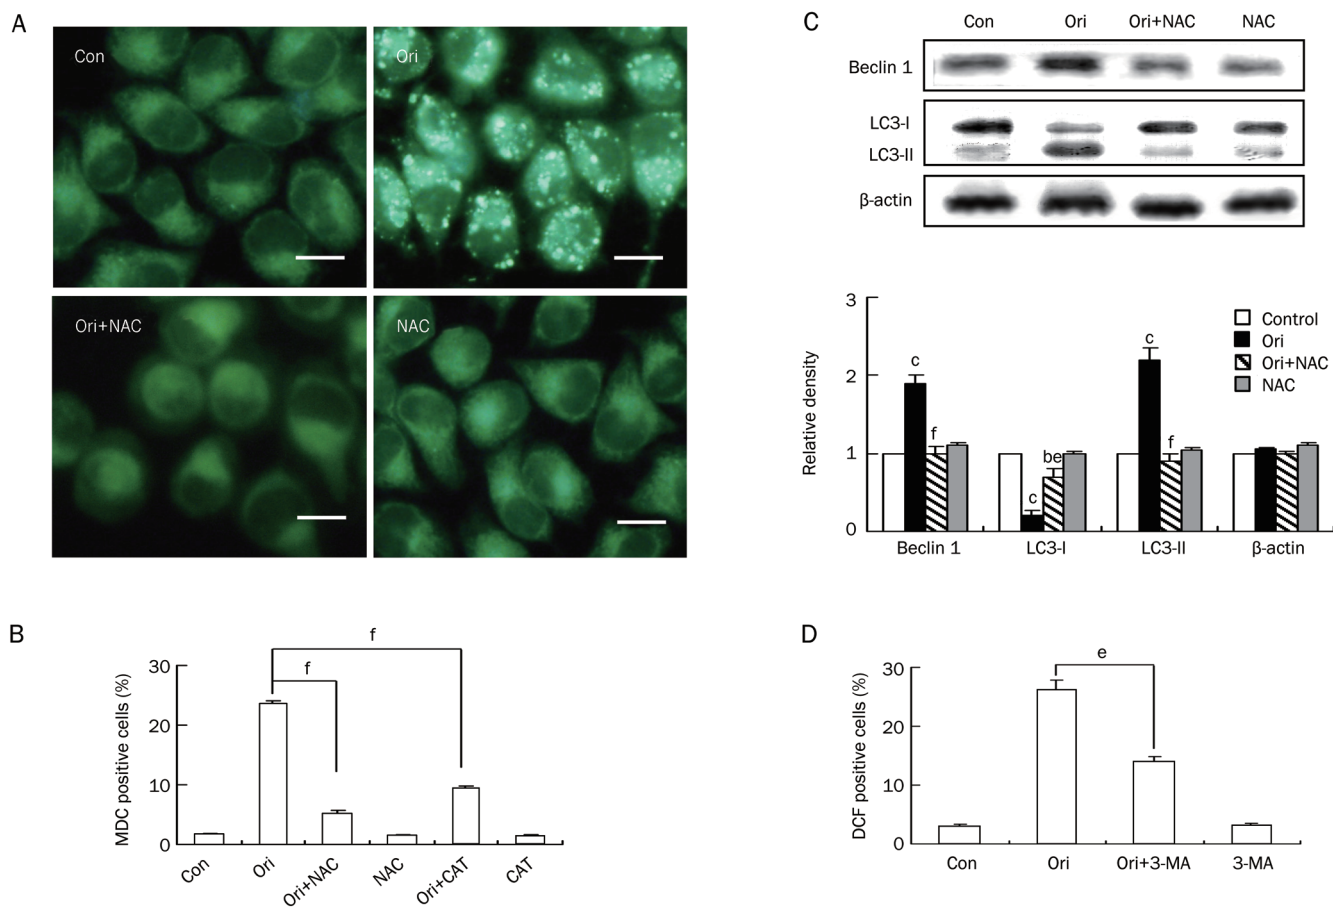 A
Con
Ori
Ori+NAC
NAC
C
Con Ori Ori+NAC NAC
Beclin 1
LC3-I
LC3-II
β-actin
Relative density
3
2
1
0
c
f
c
be
c
f
Control
Ori
Ori+NAC
NAC
Beclin 1 LC3-I LC3-II β-actin
B
MDC positive cells (%)
30
20
10
0
f
f
Con Ori Ori+NAC NAC Ori+CAT CAT
D
DCF positive cells (%)
30
20
10
0
e
Con Ori Ori+3-MA 3-MA